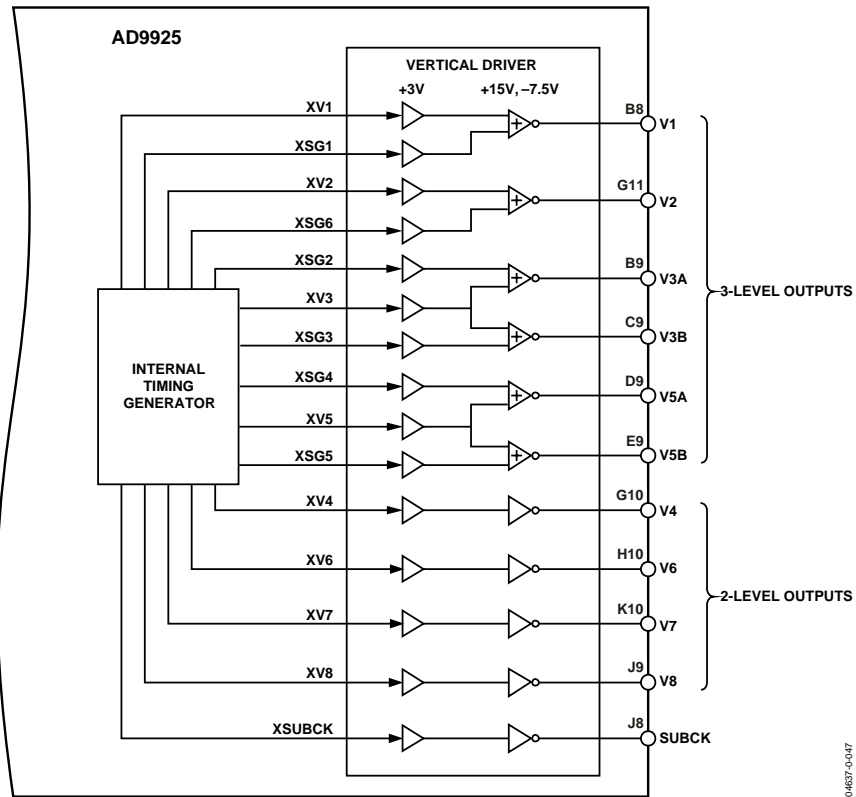 AD9925
VERTICAL DRIVER
+3V
+15V, –7.5V
XV1
B8
V1
XSG1
XV2
G11
V2
XSG6
XSG2
B9
V3A
3-LEVEL OUTPUTS
XV3
C9
V3B
XSG3
INTERNAL
TIMING
GENERATOR
XSG4
D9
V5A
XV5
E9
V5B
XSG5
XV4
G10
V4
XV6
H10
V6
2-LEVEL OUTPUTS
XV7
K10
V7
XV8
J9
V8
XSUBCK
J8
SUBCK
04637-0-047